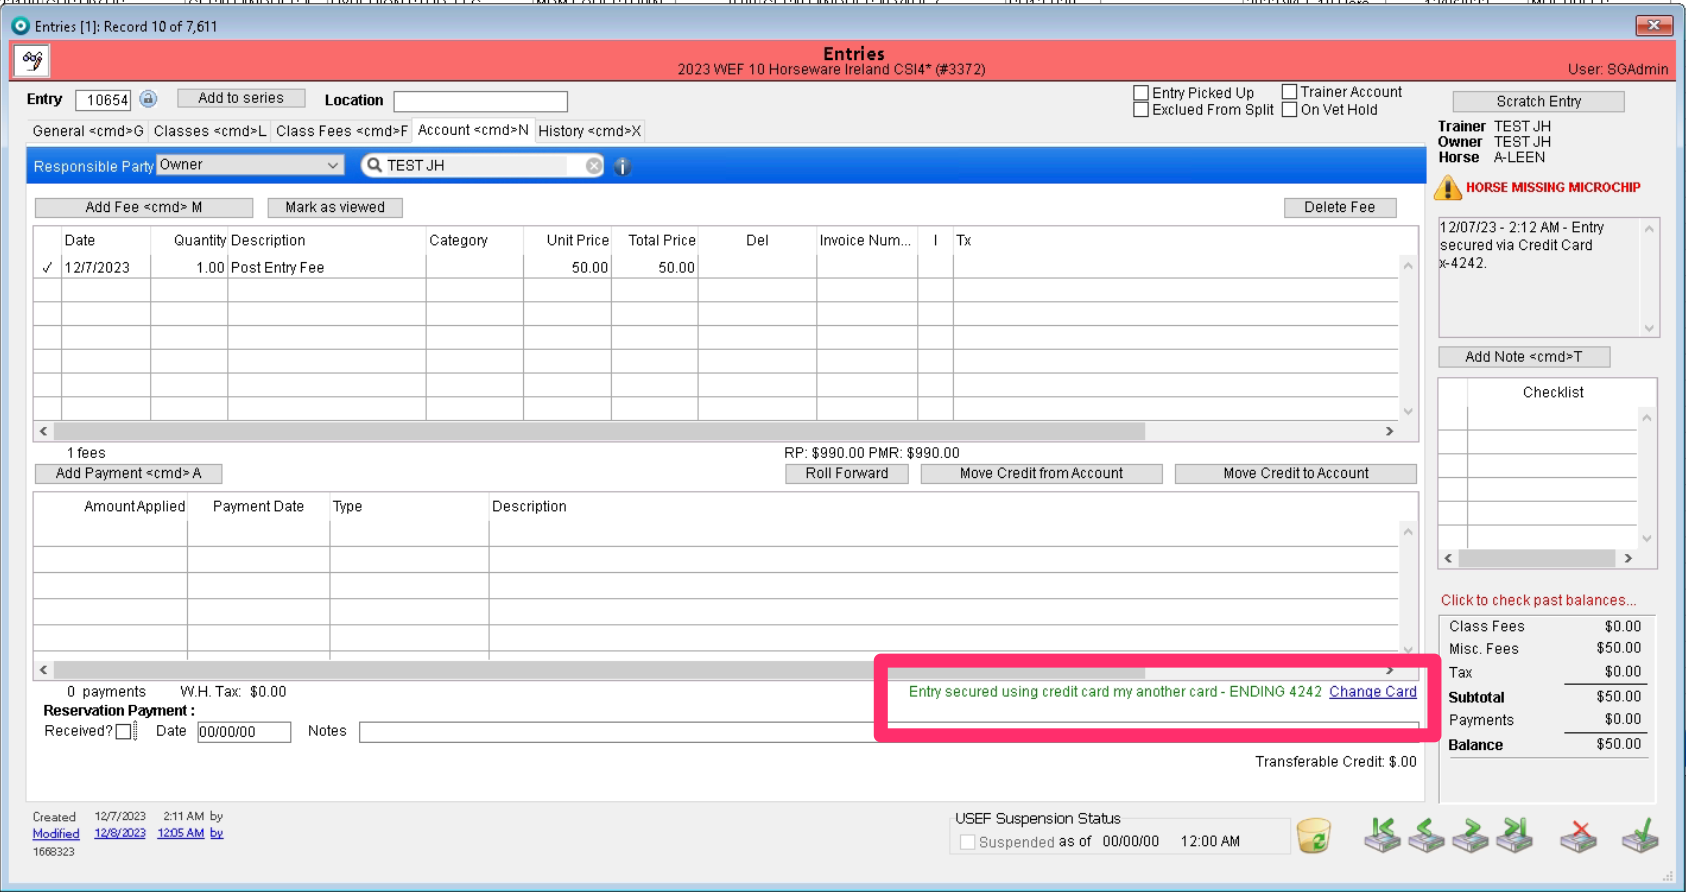 Entries [1]: Record 10 of 7,611
Entries
2023 WEF 10 Horseware Ireland CSI4* (#3372)
User: SGAdmin
Entry 10654 Add to series Location
Entry Picked Up Trainer Account
Exclued From Split On Vet Hold
Scratch Entry
General <cmd>G Classes <cmd>L Class Fees <cmd>F Account <cmd>N History <cmd>X
Trainer TEST JH
Owner TEST JH
Horse A-LEEN
Responsible Party Owner TEST JH
HORSE MISSING MICROCHIP
Add Fee <cmd> M Mark as viewed Delete Fee
12/07/23 - 2:12 AM - Entry
secured via Credit Card
x-4242.
Date Quantity Description Category Unit Price Total Price Del Invoice Num... I Tx
✓ 12/7/2023 1.00 Post Entry Fee 50.00 50.00
Add Note <cmd>T
Checklist
1 fees RP: $990.00 PMR: $990.00
Add Payment <cmd> A Roll Forward Move Credit from Account Move Credit to Account
Amount Applied Payment Date Type Description
Click to check past balances...
Class Fees $0.00
Misc. Fees $50.00
Tax $0.00
Subtotal $50.00
Payments $0.00
Balance $50.00
0 payments W.H. Tax: $0.00 Entry secured using credit card my another card - ENDING 4242 Change Card
Reservation Payment :
Received? Date 00/00/00 Notes
Transferable Credit: $.00
Created 12/7/2023 2:11 AM by
Modified 12/8/2023 12:05 AM by
1668323
USEF Suspension Status
Suspended as of 00/00/00 12:00 AM